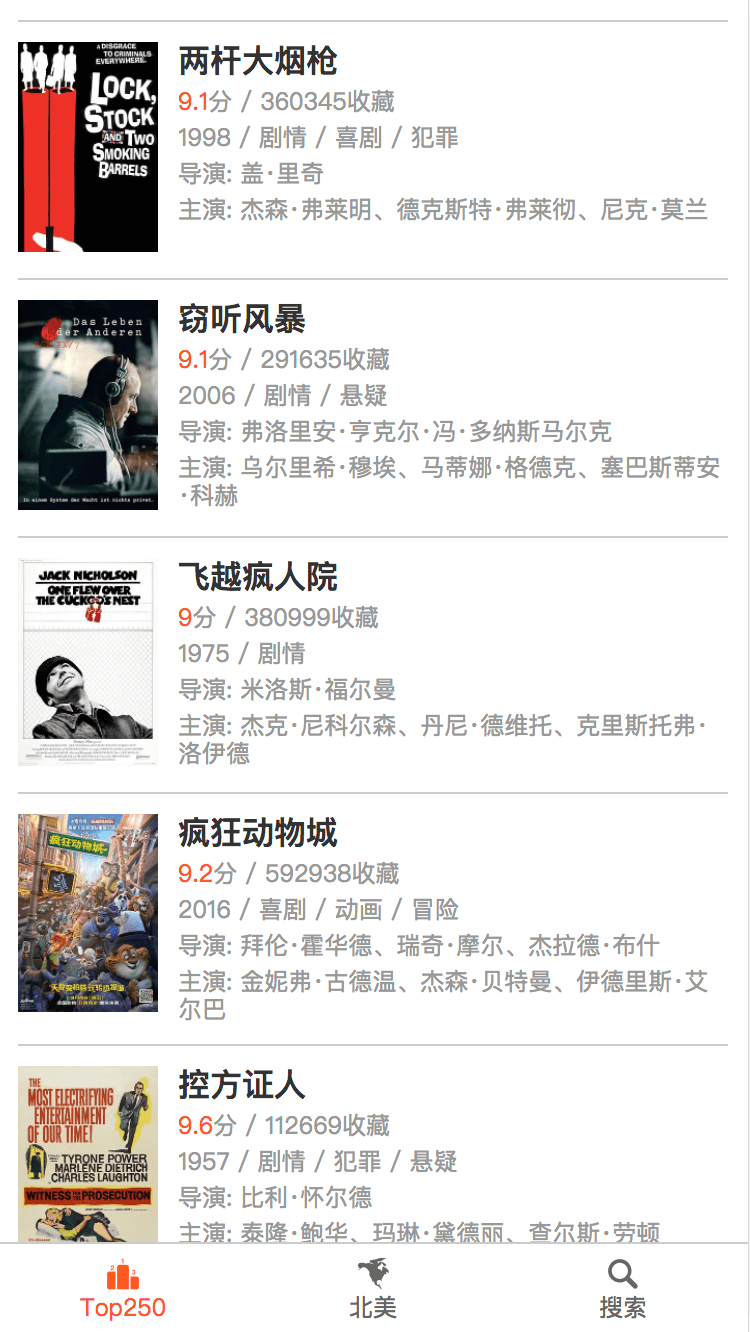 A DISGRACE
TO CRIMINALS
EVERYWHERE.
LOCK,
STOCK
AND TWO
SMOKING
BARRELS
两杆大烟枪
9.1分 / 360345收藏
1998 / 剧情 / 喜剧 / 犯罪
导演: 盖·里奇
主演: 杰森·弗莱明、德克斯特·弗莱彻、尼克·莫兰
Das Leben
der Anderen
In einem System der Macht ist nichts privat.
窃听风暴
9.1分 / 291635收藏
2006 / 剧情 / 悬疑
导演: 弗洛里安·亨克尔·冯·多纳斯马尔克
主演: 乌尔里希·穆埃、马蒂娜·格德克、塞巴斯蒂安
·科赫
JACK NICHOLSON
ONE FLEW OVER
THE CUCKOO'S NEST
飞越疯人院
9分 / 380999收藏
1975 / 剧情
导演: 米洛斯·福尔曼
主演: 杰克·尼科尔森、丹尼·德维托、克里斯托弗·
洛伊德
疯狂动物城
疯狂动物城
9.2分 / 592938收藏
2016 / 喜剧 / 动画 / 冒险
导演: 拜伦·霍华德、瑞奇·摩尔、杰拉德·布什
主演: 金妮弗·古德温、杰森·贝特曼、伊德里斯·艾
尔巴
THE
MOST ELECTRIFYING
ENTERTAINMENT
OF OUR TIME!
TYRONE POWER
MARLENE DIETRICH
CHARLES LAUGHTON
WITNESS FOR THE PROSECUTION
控方证人
9.6分 / 112669收藏
1957 / 剧情 / 犯罪 / 悬疑
导演: 比利·怀尔德
主演: 泰隆·鲍华、玛琳·黛德丽、查尔斯·劳顿
2 1 3
Top250
北美
搜索